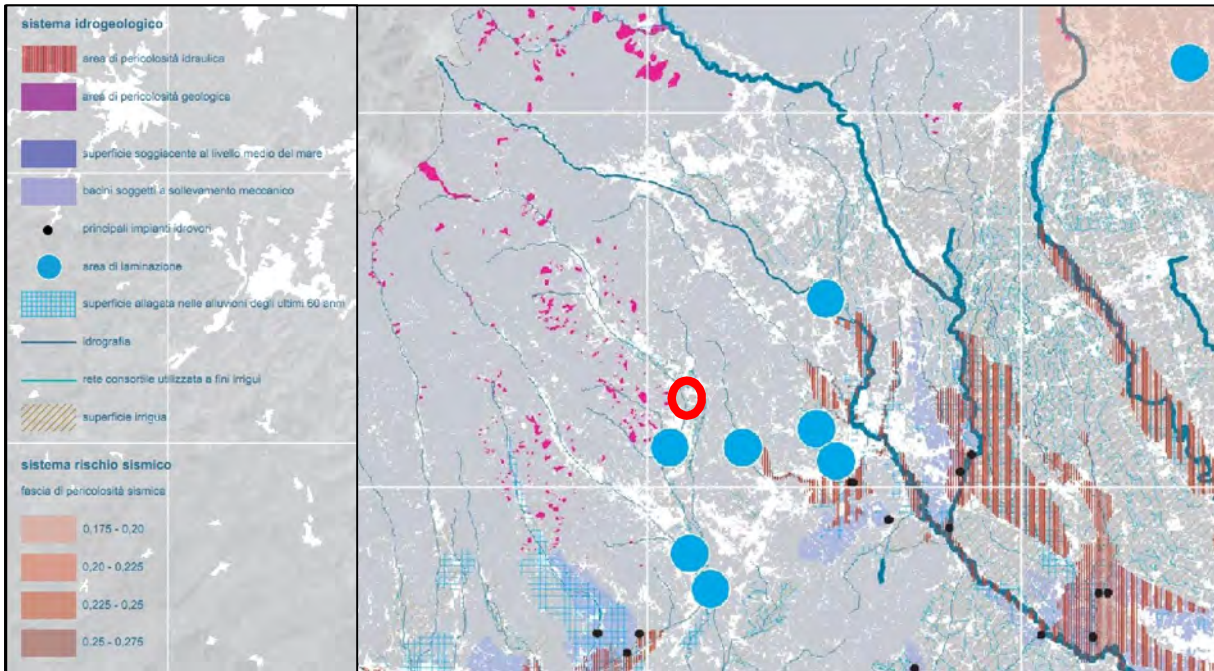 sistema idrogeologico
area di pericolosità idraulica
area di pericolosità geologica
superficie soggiacente al livello medio del mare
bacini soggetti a sollevamento meccanico
principali impianti idrovori
area di laminazione
superficie allagata nelle alluvioni degli ultimi 60 anni
idrografia
rete consortile utilizzata a fini irrigui
superficie irrigua
sistema rischio sismico
fascia di pericolosità sismica
0,175 - 0,20
0,20 - 0,225
0,225 - 0,25
0.25 - 0.275